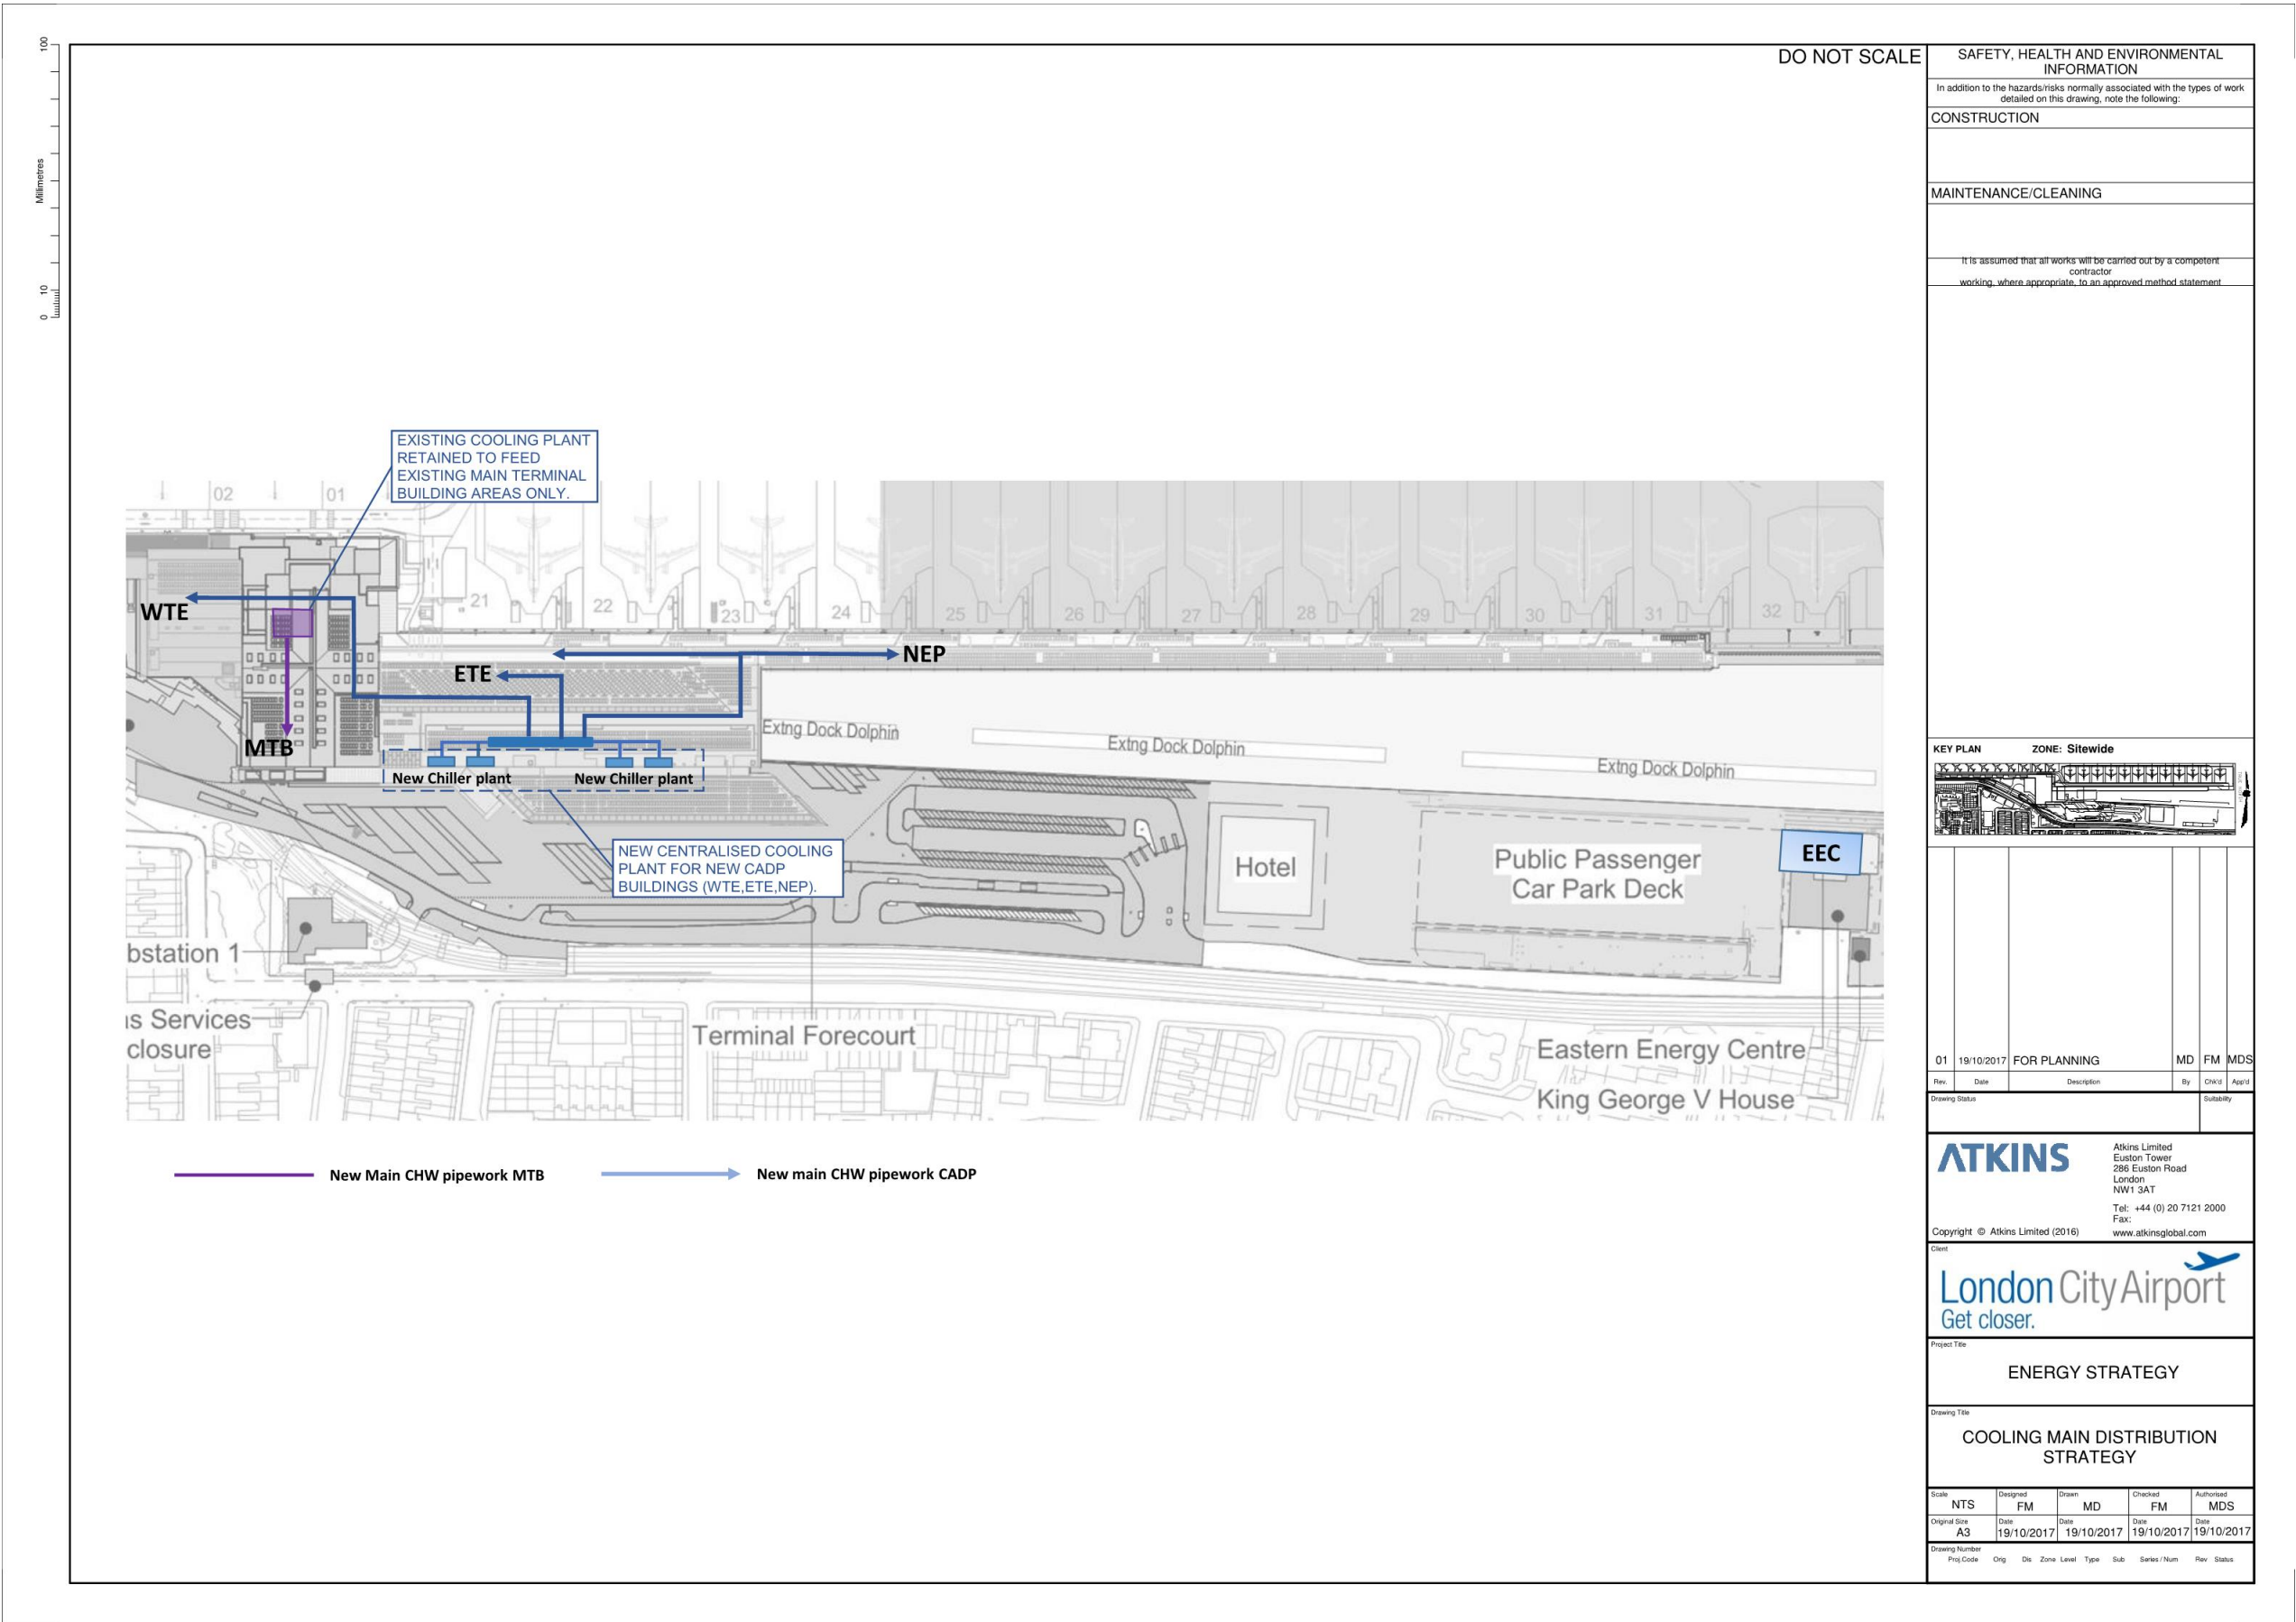 DO NOT SCALE
100
Millimetres
10
0
EXISTING COOLING PLANT
RETAINED TO FEED
EXISTING MAIN TERMINAL
BUILDING AREAS ONLY.
02
01
21
22
23
24
25
26
27
28
29
30
31
32
WTE
NEP
ETE
MTB
Extng Dock Dolphin
Extng Dock Dolphin
Extng Dock Dolphin
New Chiller plant
New Chiller plant
NEW CENTRALISED COOLING
PLANT FOR NEW CADP
BUILDINGS (WTE,ETE,NEP).
Hotel
Public Passenger
Car Park Deck
EEC
bstation 1
is Services
closure
Terminal Forecourt
Eastern Energy Centre
King George V House
New Main CHW pipework MTB
New main CHW pipework CADP
SAFETY, HEALTH AND ENVIRONMENTAL
INFORMATION
In addition to the hazards/risks normally associated with the types of work
detailed on this drawing, note the following:
CONSTRUCTION
MAINTENANCE/CLEANING
It is assumed that all works will be carried out by a competent
contractor
working, where appropriate, to an approved method statement
KEY PLAN ZONE: Sitewide
01 19/10/2017 FOR PLANNING MD FM MDS
Rev. Date Description By Chk'd App'd
Drawing Status Suitability
ATKINS
Atkins Limited
Euston Tower
286 Euston Road
London
NW1 3AT
Tel: +44 (0) 20 7121 2000
Fax:
Copyright © Atkins Limited (2016) www.atkinsglobal.com
Client
London City Airport
Get closer.
Project Title
ENERGY STRATEGY
Drawing Title
COOLING MAIN DISTRIBUTION
STRATEGY
Scale Designed Drawn Checked Authorised
NTS FM MD FM MDS
Original Size Date Date Date Date
A3 19/10/2017 19/10/2017 19/10/2017 19/10/2017
Drawing Number
Proj.Code Orig Dis Zone Level Type Sub Series / Num Rev Status